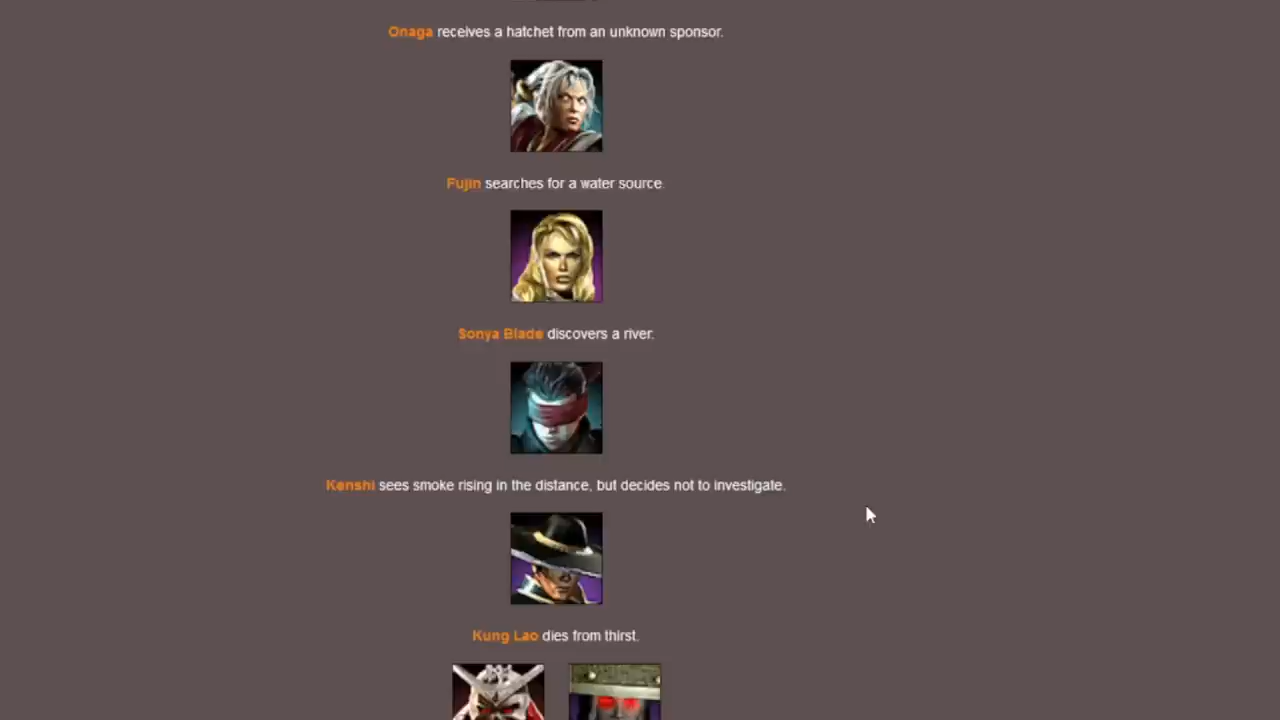 Onaga receives a hatchet from an unknown sponsor.
Fujin searches for a water source.
Sonya Blade discovers a river.
Kenshi sees smoke rising in the distance, but decides not to investigate.
Kung Lao dies from thirst.